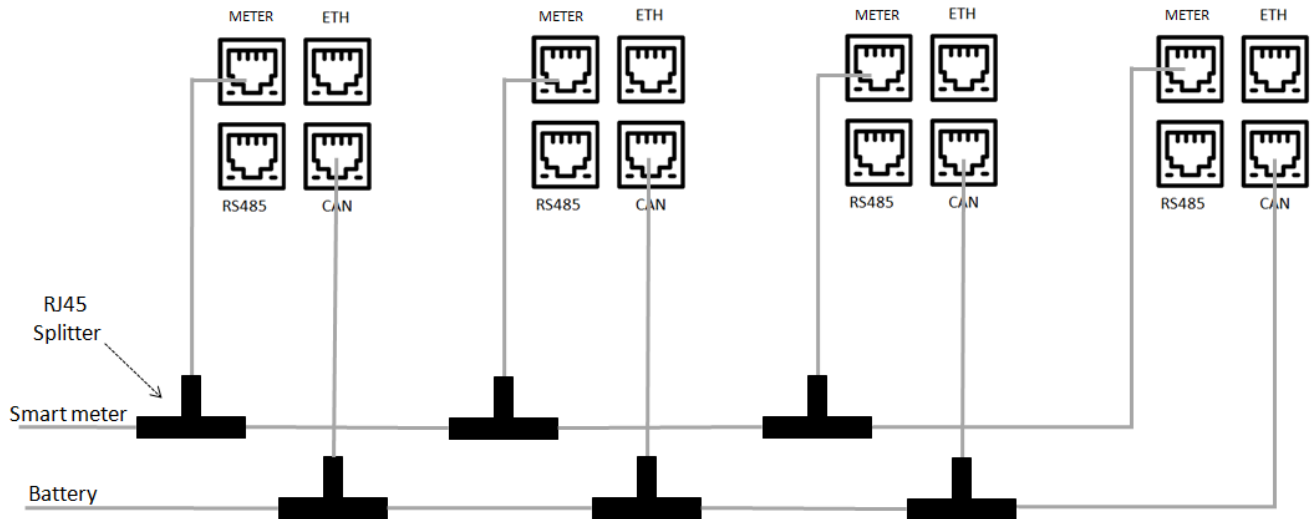 METER ETH METER ETH METER ETH METER ETH
RS485 CAN RS485 CAN RS485 CAN RS485 CAN
RJ45
Splitter
Smart meter
Battery